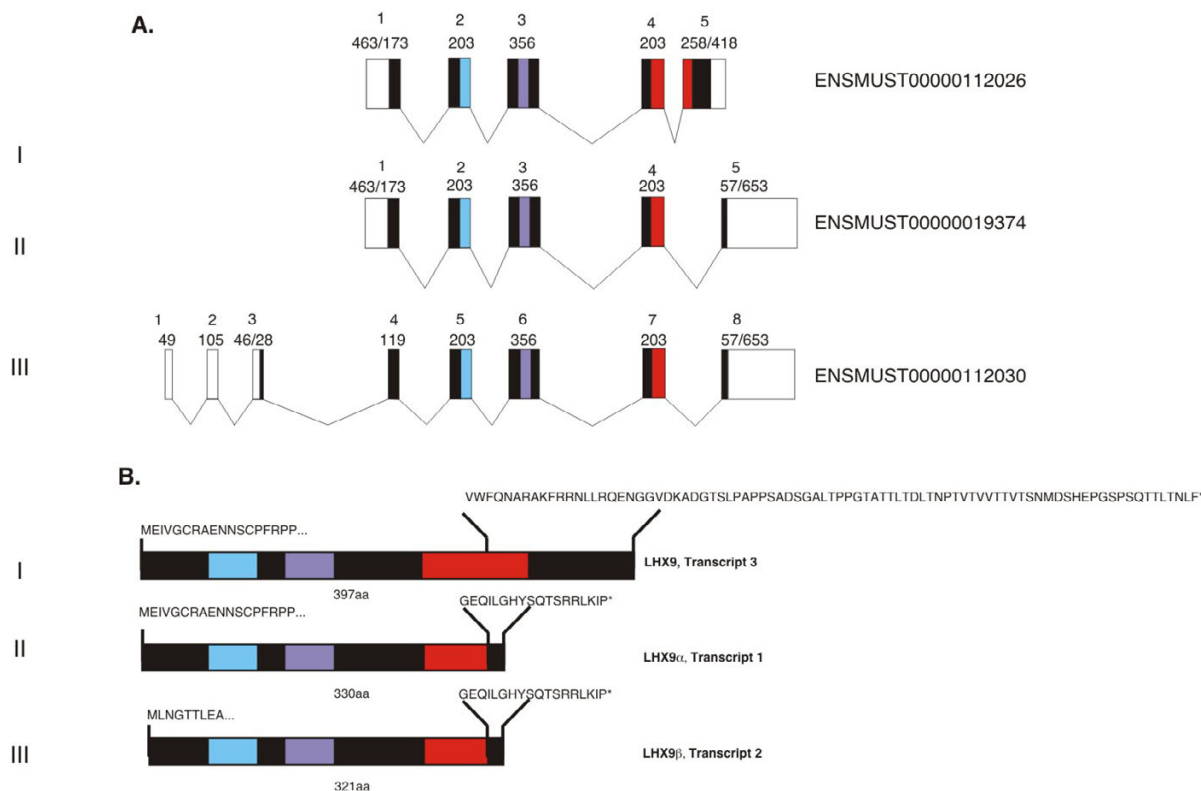 A.
1 2 3 4 5
463/173 203 356 203 258/418
ENSMUST00000112026
I
1 2 3 4 5
463/173 203 356 203 57/653
ENSMUST00000019374
II
1 2 3 4 5 6 7 8
49 105 46/28 119 203 356 203 57/653
ENSMUST00000112030
III
B.
VWFQNARAKFRRNLLRQENGGVDKADGTSLPAPPSADSGALTPPGTATTLTDLTNPTVTVVTTVTSNMDSHEPGSPSQTTLTNLF*
MEIVGCRAENNSCPFRPP...
I
LHX9, Transcript 3
397aa
MEIVGCRAENNSCPFRPP...
GEQILGHYSQTSRRLKIP*
II
LHX9α, Transcript 1
330aa
GEQILGHYSQTSRRLKIP*
MLNGTTLEA...
III
LHX9β, Transcript 2
321aa